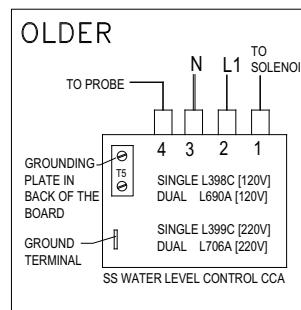 OLDER
TO PROBE
N
L1
TO
SOLENOI
4 3 2 1
GROUNDING
PLATE IN
BACK OF THE
BOARD
T5
SINGLE L398C [120V]
DUAL L690A [120V]
SINGLE L399C [220V]
DUAL L706A [220V]
GROUND
TERMINAL
SS WATER LEVEL CONTROL CCA